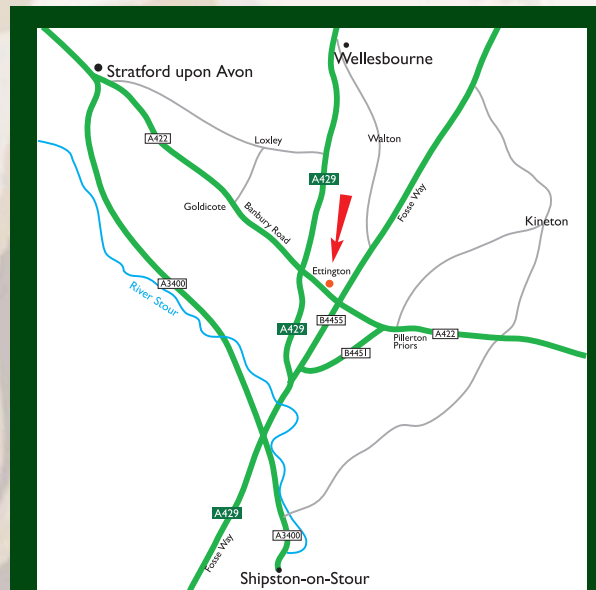 Wellesbourne
Stratford upon Avon
A422
Loxley
Walton
A429
Goldicote
Banbury Road
Fosse Way
Kineton
Ettington
A3400
River Stour
B4455
A429
A422
Pillerton
Priors
B4451
A429
Fosse Way
A3400
Shipston-on-Stour